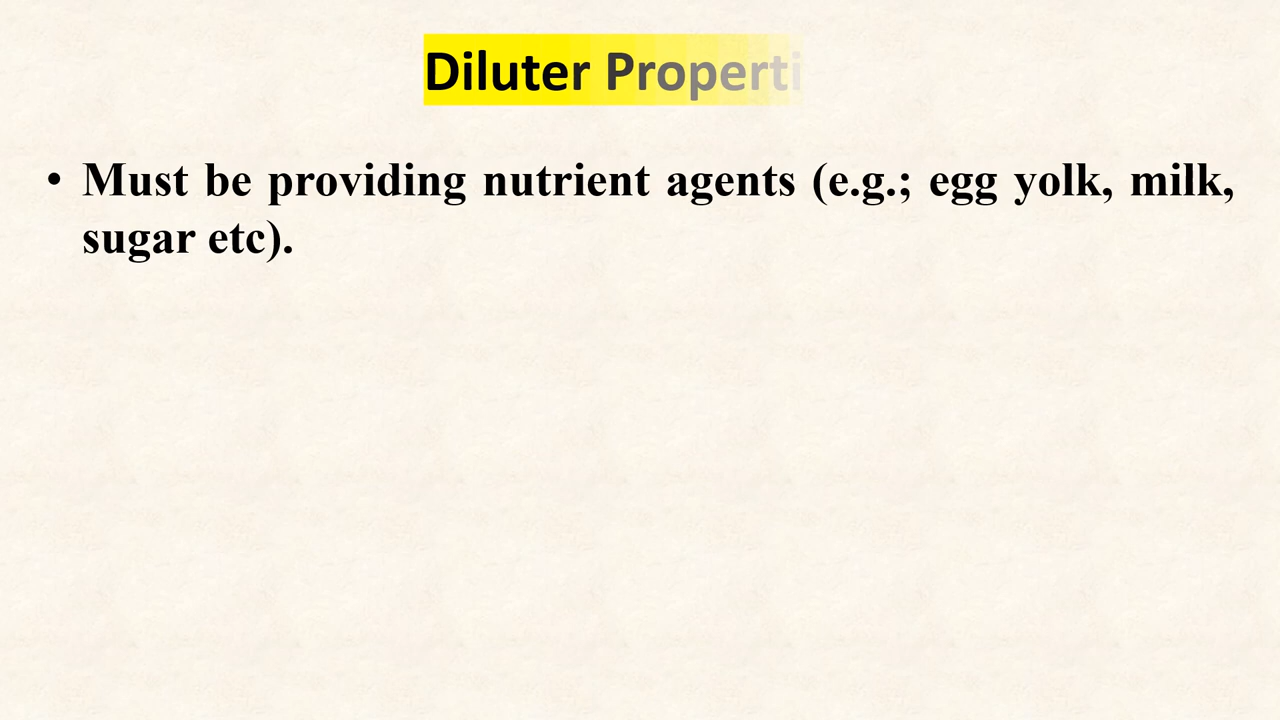 Diluter Properti
• Must be providing nutrient agents (e.g.; egg yolk, milk,
sugar etc).